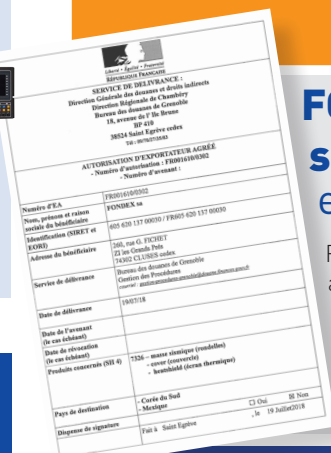 Liberté • Égalité • Fraternité
RÉPUBLIQUE FRANÇAISE
SERVICE DE DELIVRANCE :
Direction Générale des douanes et droits indirects
Direction Régionale de Chambéry
Bureau des douanes de Grenoble
18, avenue de l' Ile Brune
BP 410
38524 Saint Egrève cedex
AUTORISATION D'EXPORTATEUR AGRÉÉ
- Numéro d'autorisation : FR001610/0302
- Numéro d'avenant :
Numéro d'EA FR001610/0302
Nom, prénom et raison sociale du bénéficiaire FONDEX sa
Identification (SIRET et EORI) 605 620 137 00030 / FR605 620 137 00030
Adresse du bénéficiaire 260, rue G. FICHET
ZI les Grands Prés
74302 CLUSES cedex
Service de délivrance Bureau des douanes de Grenoble
Gestion des Procédures
Date de délivrance 19/07/18
Date de l'avenant
(le cas échéant)
Date de révocation
(le cas échéant)
Produits concernés (SH 4) 7326 – masse sismique (rondelles)
- cover (couvercle)
- heatshield (écran thermique)
Pays de destination - Corée du Sud
- Mexique
Dispense de signature ☐ Oui ☒ Non
Fait à Saint Egrève , le 19 Juillet2018